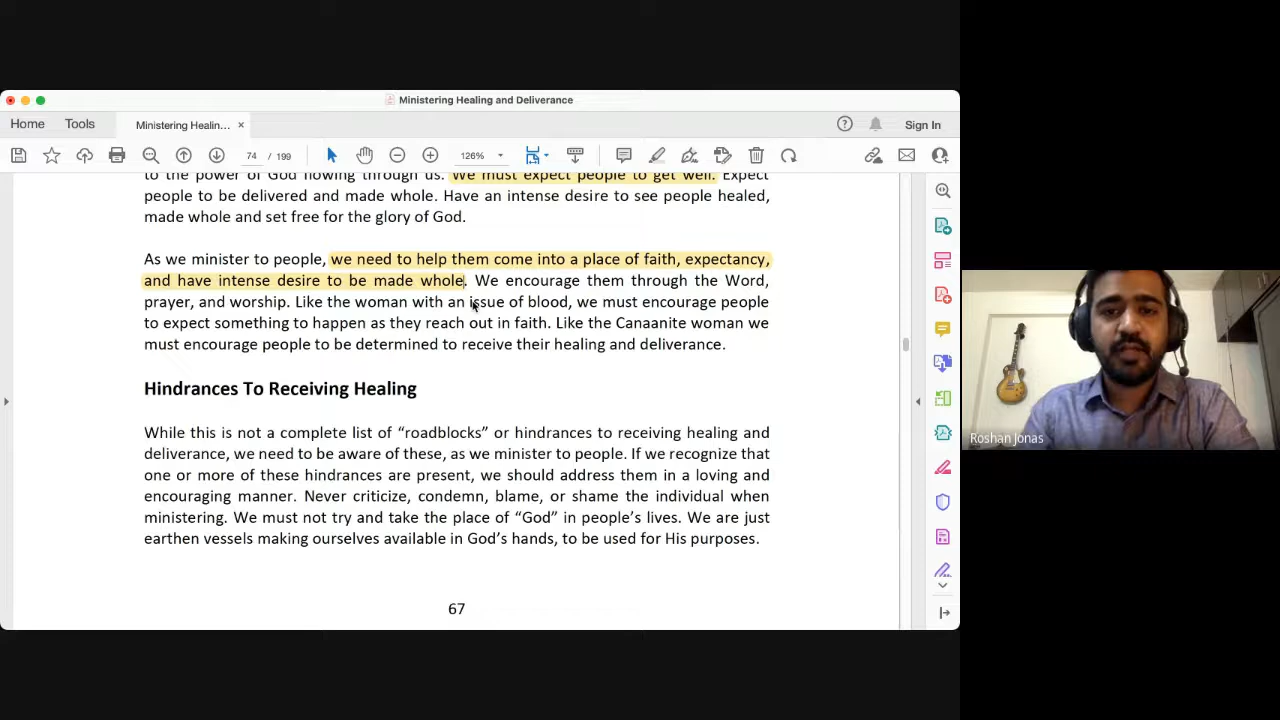 Ministering Healing and Deliverance
Home
Tools
Ministering Healin...
Sign In
74 / 199
126%
to the power of God flowing through us. We must expect people to get well. Expect
people to be delivered and made whole. Have an intense desire to see people healed,
made whole and set free for the glory of God.
As we minister to people, we need to help them come into a place of faith, expectancy,
and have intense desire to be made whole. We encourage them through the Word,
prayer, and worship. Like the woman with an issue of blood, we must encourage people
to expect something to happen as they reach out in faith. Like the Canaanite woman we
must encourage people to be determined to receive their healing and deliverance.
Hindrances To Receiving Healing
While this is not a complete list of “roadblocks” or hindrances to receiving healing and
deliverance, we need to be aware of these, as we minister to people. If we recognize that
one or more of these hindrances are present, we should address them in a loving and
encouraging manner. Never criticize, condemn, blame, or shame the individual when
ministering. We must not try and take the place of “God” in people’s lives. We are just
earthen vessels making ourselves available in God’s hands, to be used for His purposes.
67
Roshan Jonas